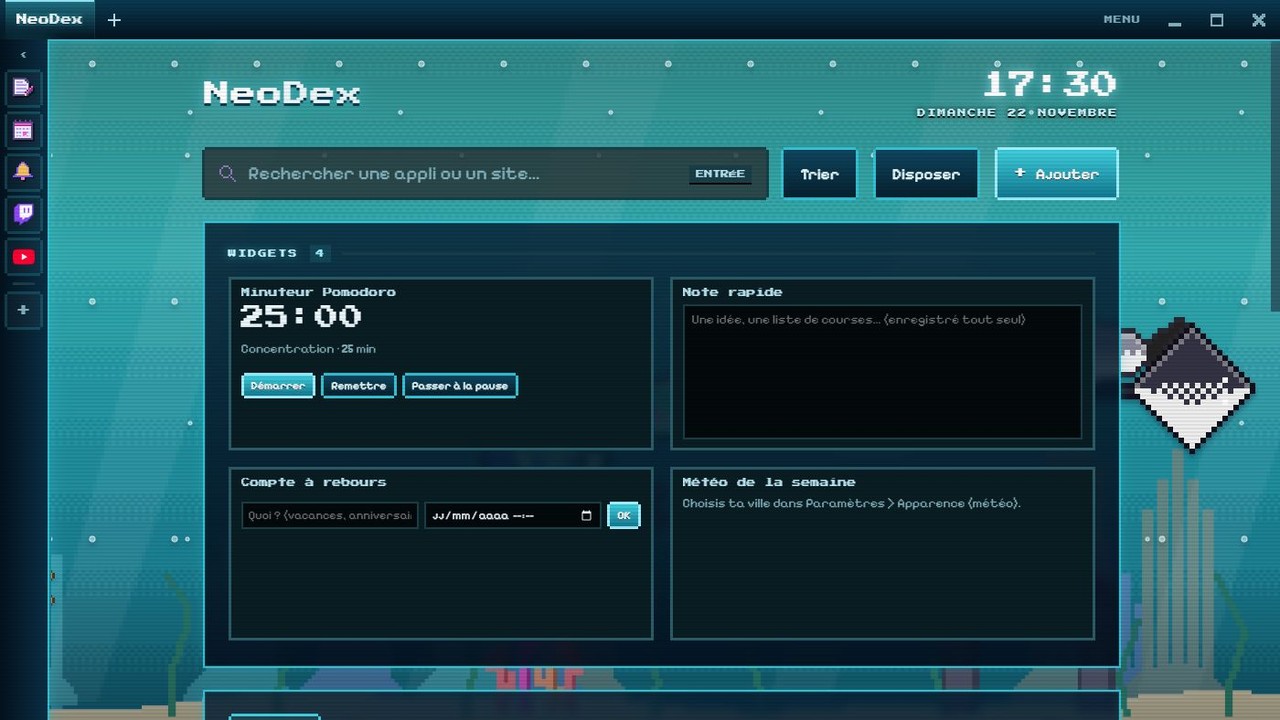 NeoDex
MENU
NeoDex
17:30
DIMANCHE 22 NOVEMBRE
Rechercher une appli ou un site...
ENTRÉE
Trier
Disposer
+ Ajouter
WIDGETS 4
Minuteur Pomodoro
25:00
Concentration · 25 min
Démarrer
Remettre
Passer à la pause
Note rapide
Une idée, une liste de courses... (enregistré tout seul)
Compte à rebours
Quoi ? (vacances, anniversai
jj/mm/aaaa --:--
OK
Météo de la semaine
Choisis ta ville dans Paramètres > Apparence (météo).